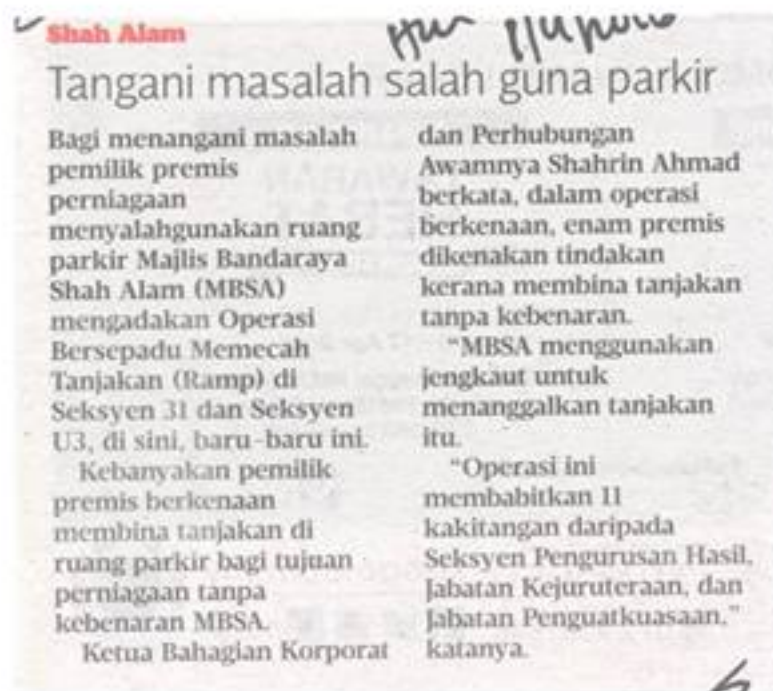 Shah Alam
Tangani masalah salah guna parkir
Bagi menangani masalah
pemilik premis
perniagaan
menyalahgunakan ruang
parkir Majlis Bandaraya
Shah Alam (MBSA)
mengadakan Operasi
Bersepadu Memecah
Tanjakan (Ramp) di
Seksyen 31 dan Seksyen
U3, di sini, baru-baru ini.
Kebanyakan pemilik
premis berkenaan
membina tanjakan di
ruang parkir bagi tujuan
perniagaan tanpa
kebenaran MBSA.
Ketua Bahagian Korporat
dan Perhubungan
Awamnya Shahrin Ahmad
berkata, dalam operasi
berkenaan, enam premis
dikenakan tindakan
kerana membina tanjakan
tanpa kebenaran.
“MBSA menggunakan
jengkaut untuk
menanggalkan tanjakan
itu.
“Operasi ini
membabitkan 11
kakitangan daripada
Seksyen Pengurusan Hasil,
Jabatan Kejuruteraan, dan
Jabatan Penguatkuasaan,”
katanya.